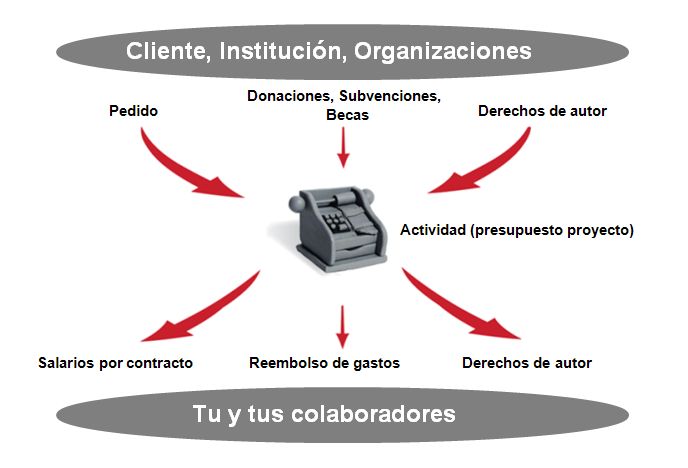 Cliente, Institución, Organizaciones
Pedido
Donaciones, Subvenciones,
Becas
Derechos de autor
Actividad (presupuesto proyecto)
Salarios por contracto
Reembolso de gastos
Derechos de autor
Tu y tus colaboradores